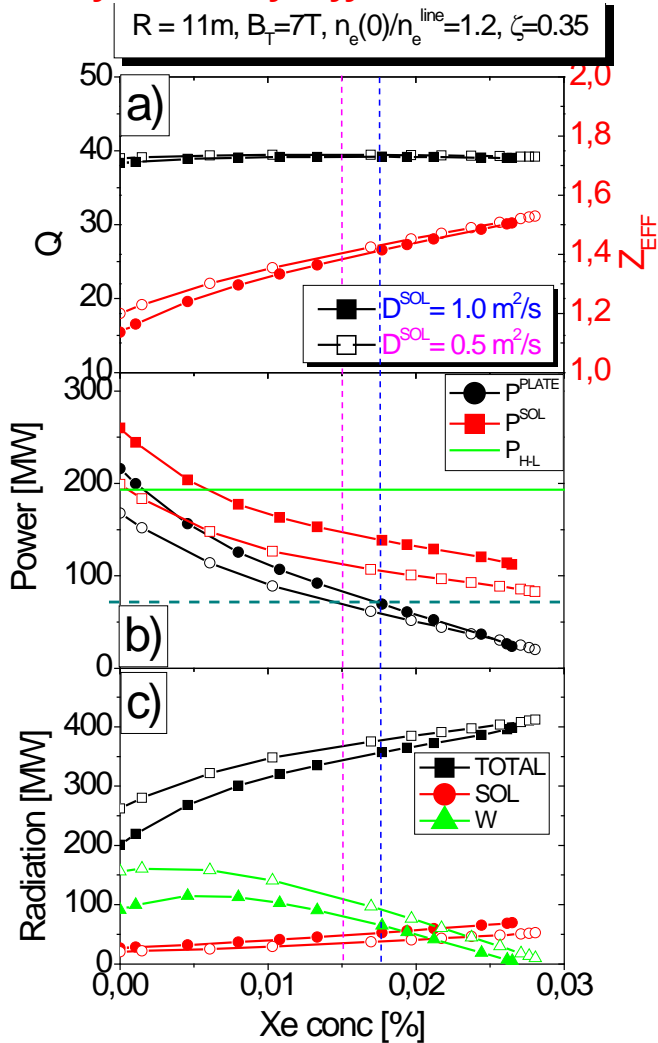 R = 11m, B_T=7T, n_e(0)/n_e^line=1.2, ζ=0.35
a)
50
40
30
20
10
Q
2,0
1,8
1,6
1,4
1,2
1,0
Z_EFF
D^SOL = 1.0 m²/s
D^SOL = 0.5 m²/s
b)
300
200
100
0
Power [MW]
P^PLATE
P^SOL
P_H-L
c)
400
300
200
100
0
Radiation [MW]
TOTAL
SOL
W
0,00 0,01 0,02 0,03
Xe conc [%]